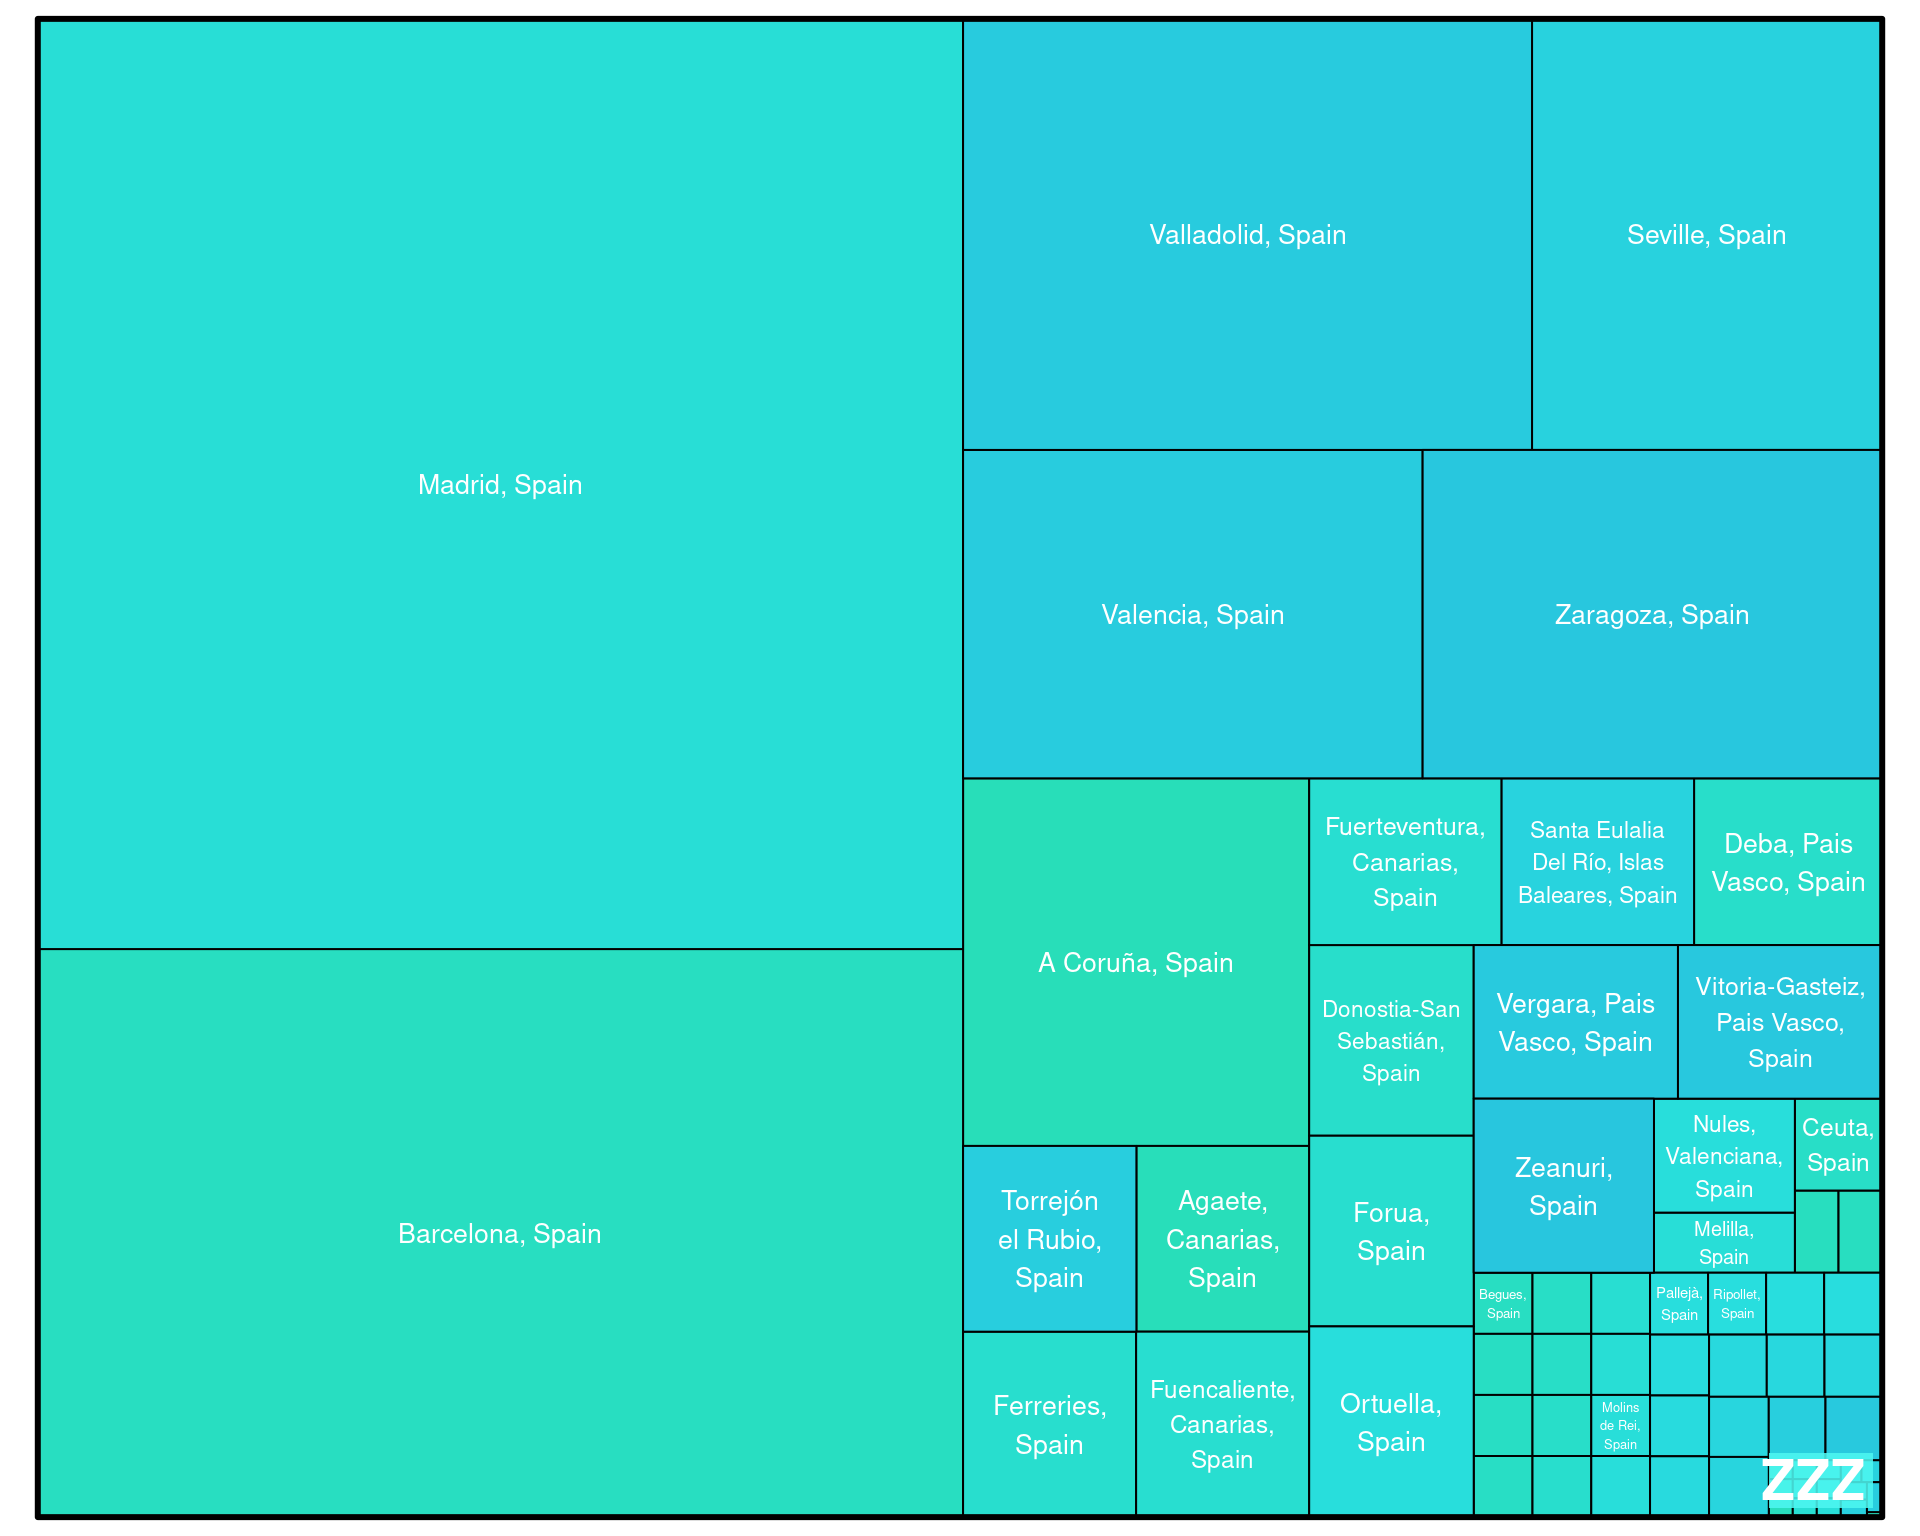 Madrid, Spain
Barcelona, Spain
Valladolid, Spain
Seville, Spain
Valencia, Spain
Zaragoza, Spain
A Coruña, Spain
Fuerteventura,
Canarias,
Spain
Santa Eulalia
Del Río, Islas
Baleares, Spain
Deba, Pais
Vasco, Spain
Donostia-San
Sebastián,
Spain
Vergara, Pais
Vasco, Spain
Vitoria-Gasteiz,
Pais Vasco,
Spain
Torrejón
el Rubio,
Spain
Agaete,
Canarias,
Spain
Forua,
Spain
Zeanuri,
Spain
Nules,
Valenciana,
Spain
Ceuta,
Spain
Melilla,
Spain
Ferreries,
Spain
Fuencaliente,
Canarias,
Spain
Ortuella,
Spain
Begues,
Spain
Pallejà,
Spain
Ripollet,
Spain
Molins
de Rei,
Spain
ZZZ